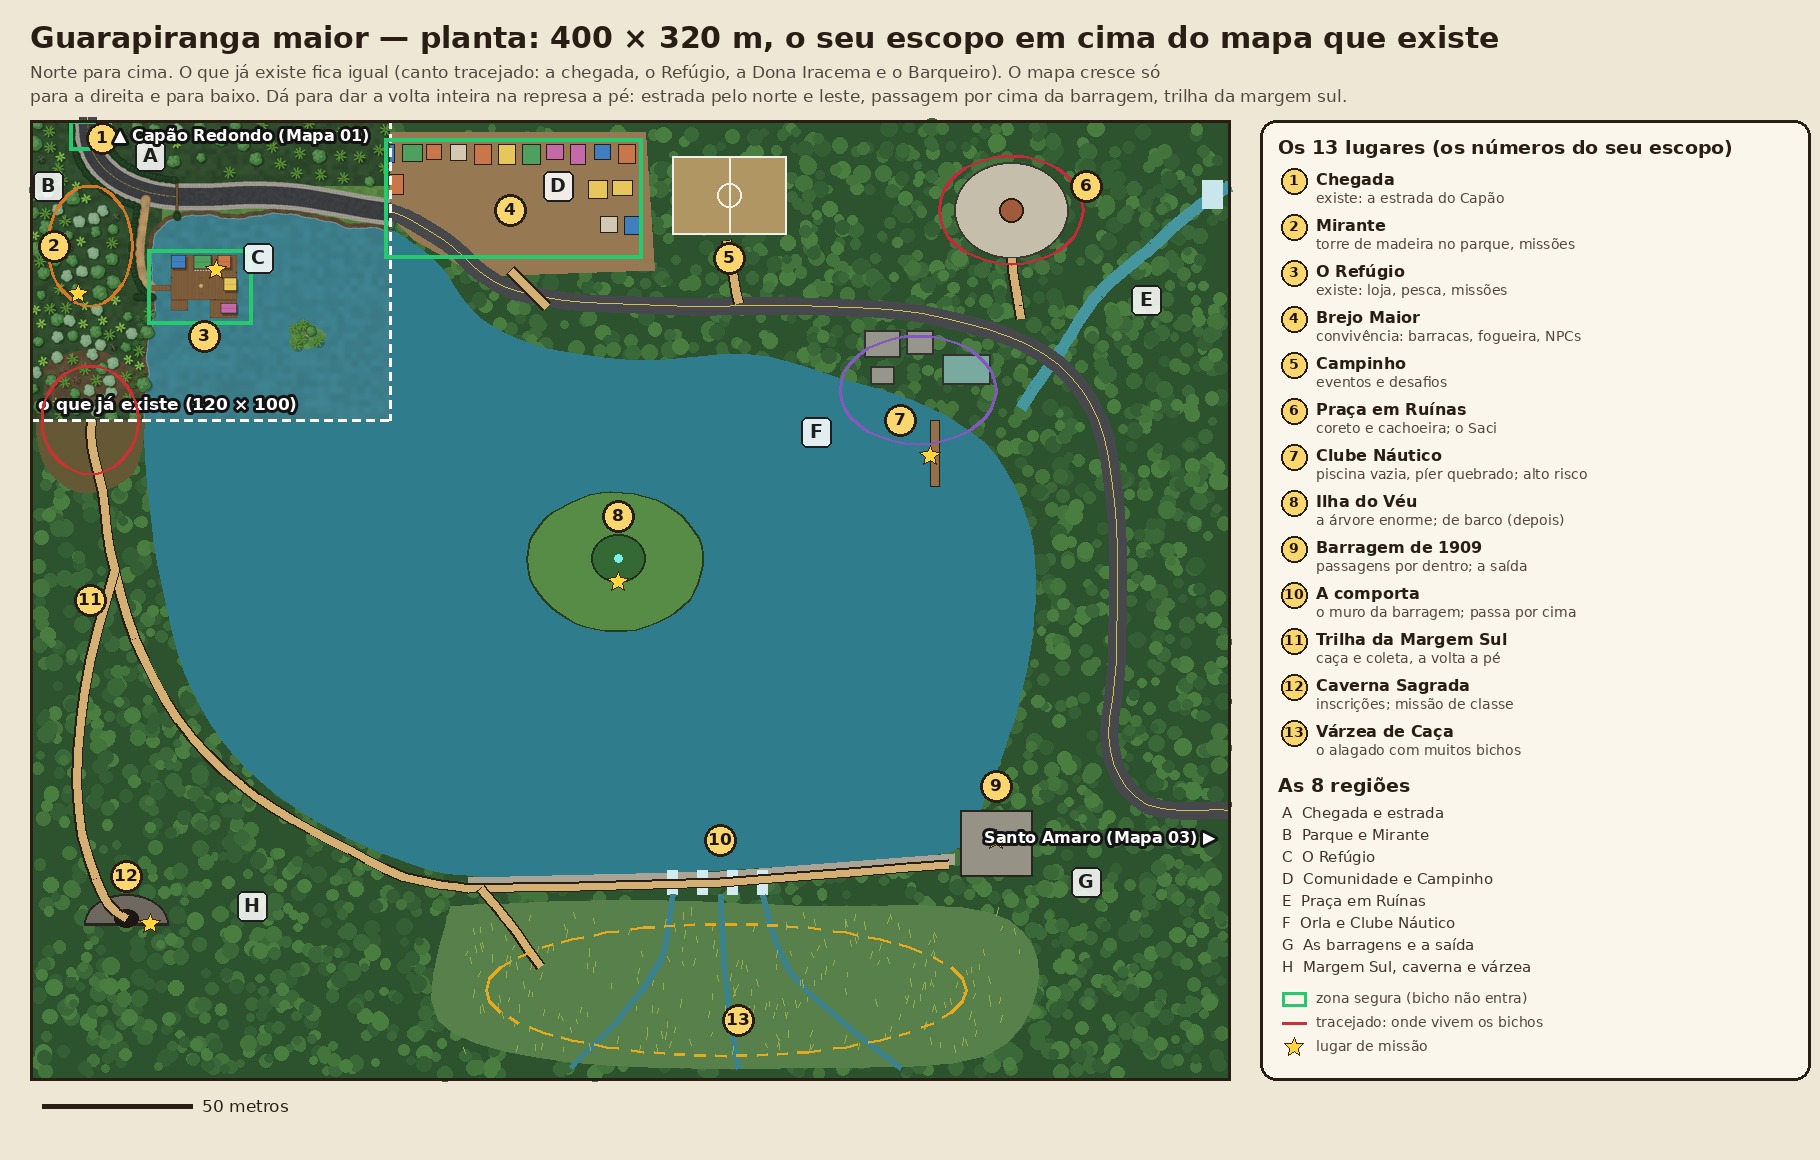 Guarapiranga maior — planta: 400 × 320 m, o seu escopo em cima do mapa que existe
Norte para cima. O que já existe fica igual (canto tracejado: a chegada, o Refúgio, a Dona Iracema e o Barqueiro). O mapa cresce só
para a direita e para baixo. Dá para dar a volta inteira na represa a pé: estrada pelo norte e leste, passagem por cima da barragem, trilha da margem sul.
1 ▲ Capão Redondo (Mapa 01)
A
B
D
6
4
2
C
5
E
3
o que já existe (120 × 100)
7
F
8
11
9
10
Santo Amaro (Mapa 03) ▶
12
G
H
13
50 metros
Os 13 lugares (os números do seu escopo)
1 Chegada
existe: a estrada do Capão
2 Mirante
torre de madeira no parque, missões
3 O Refúgio
existe: loja, pesca, missões
4 Brejo Maior
convivência: barracas, fogueira, NPCs
5 Campinho
eventos e desafios
6 Praça em Ruínas
coreto e cachoeira; o Saci
7 Clube Náutico
piscina vazia, píer quebrado; alto risco
8 Ilha do Véu
a árvore enorme; de barco (depois)
9 Barragem de 1909
passagens por dentro; a saída
10 A comporta
o muro da barragem; passa por cima
11 Trilha da Margem Sul
caça e coleta, a volta a pé
12 Caverna Sagrada
inscrições; missão de classe
13 Várzea de Caça
o alagado com muitos bichos
As 8 regiões
A Chegada e estrada
B Parque e Mirante
C O Refúgio
D Comunidade e Campinho
E Praça em Ruínas
F Orla e Clube Náutico
G As barragens e a saída
H Margem Sul, caverna e várzea
zona segura (bicho não entra)
tracejado: onde vivem os bichos
lugar de missão